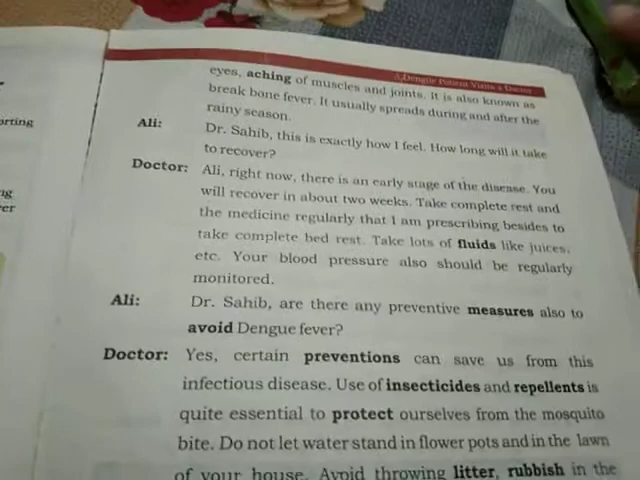 A Dengue Patient Visits a Doctor
eyes, aching of muscles and joints. It is also known as
break bone fever. It usually spreads during and after the
rainy season.
Ali: Dr. Sahib, this is exactly how I feel. How long will it take
to recover?
Doctor: Ali, right now, there is an early stage of the disease. You
will recover in about two weeks. Take complete rest and
the medicine regularly that I am prescribing besides to
take complete bed rest. Take lots of fluids like juices,
etc. Your blood pressure also should be regularly
monitored.
Ali: Dr. Sahib, are there any preventive measures also to
avoid Dengue fever?
Doctor: Yes, certain preventions can save us from this
infectious disease. Use of insecticides and repellents is
quite essential to protect ourselves from the mosquito
bite. Do not let water stand in flower pots and in the lawn
of your house. Avoid throwing litter, rubbish in the